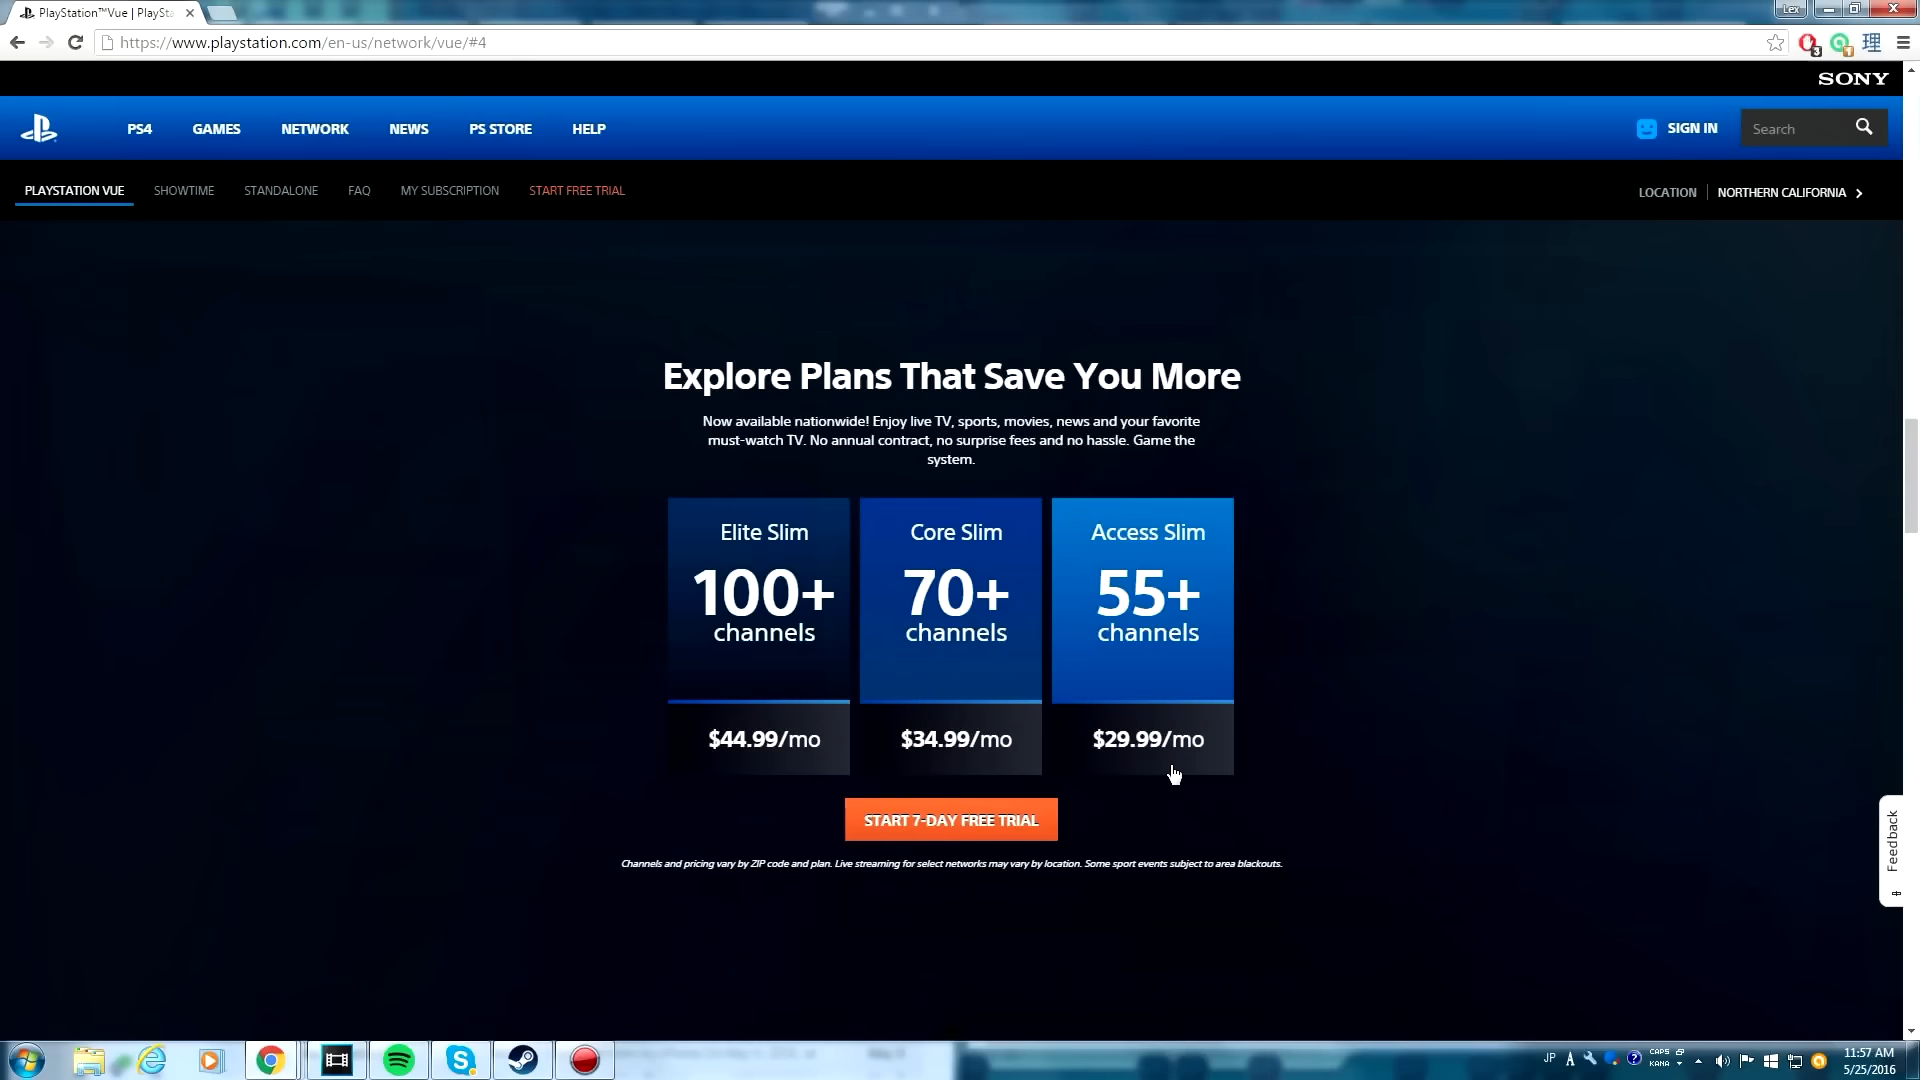 PlayStation™Vue | PlaySta
Lex
https://www.playstation.com/en-us/network/vue/#4
SONY
PS4
GAMES
NETWORK
NEWS
PS STORE
HELP
SIGN IN
Search
PLAYSTATION VUE
SHOWTIME
STANDALONE
FAQ
MY SUBSCRIPTION
START FREE TRIAL
LOCATION
NORTHERN CALIFORNIA
Explore Plans That Save You More
Now available nationwide! Enjoy live TV, sports, movies, news and your favorite
must-watch TV. No annual contract, no surprise fees and no hassle. Game the
system.
Elite Slim
100+
channels
$44.99/mo
Core Slim
70+
channels
$34.99/mo
Access Slim
55+
channels
$29.99/mo
START 7-DAY FREE TRIAL
Channels and pricing vary by ZIP code and plan. Live streaming for select networks may vary by location. Some sport events subject to area blackouts.
Feedback
JP
CAPS
KANA
11:57 AM
5/25/2016